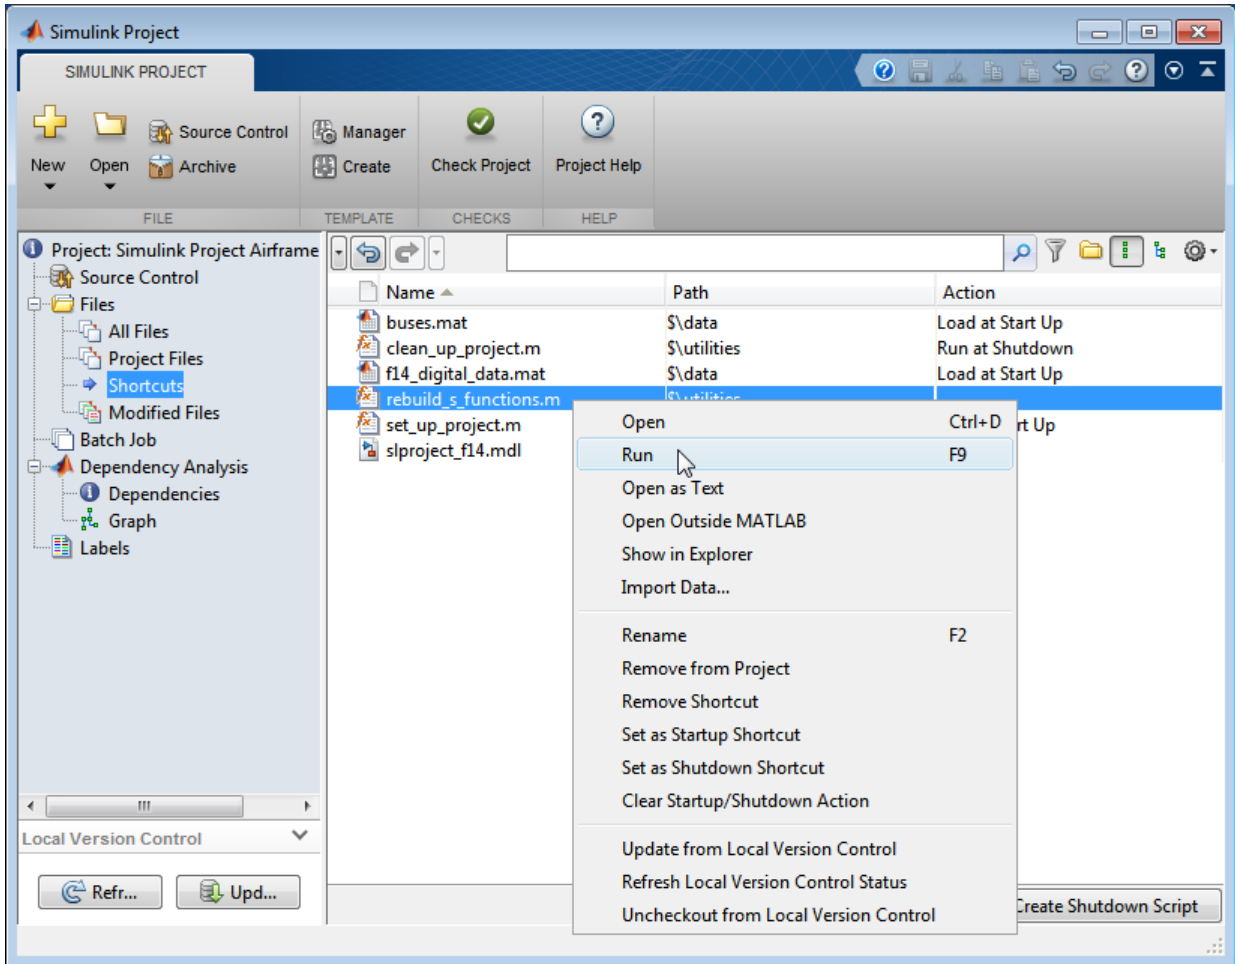 Simulink Project
SIMULINK PROJECT
New
Open
Source Control
Archive
Manager
Create
Check Project
Project Help
FILE
TEMPLATE
CHECKS
HELP
Project: Simulink Project Airframe
Source Control
Files
All Files
Project Files
Shortcuts
Modified Files
Batch Job
Dependency Analysis
Dependencies
Graph
Labels
Local Version Control
Refr...
Upd...
Name Path Action
buses.mat $\data Load at Start Up
clean_up_project.m $\utilities Run at Shutdown
f14_digital_data.mat $\data Load at Start Up
rebuild_s_functions.m $\utilities
set_up_project.m rt Up
slproject_f14.mdl
Open Ctrl+D
Run F9
Open as Text
Open Outside MATLAB
Show in Explorer
Import Data...
Rename F2
Remove from Project
Remove Shortcut
Set as Startup Shortcut
Set as Shutdown Shortcut
Clear Startup/Shutdown Action
Update from Local Version Control
Refresh Local Version Control Status
Uncheckout from Local Version Control
Create Shutdown Script